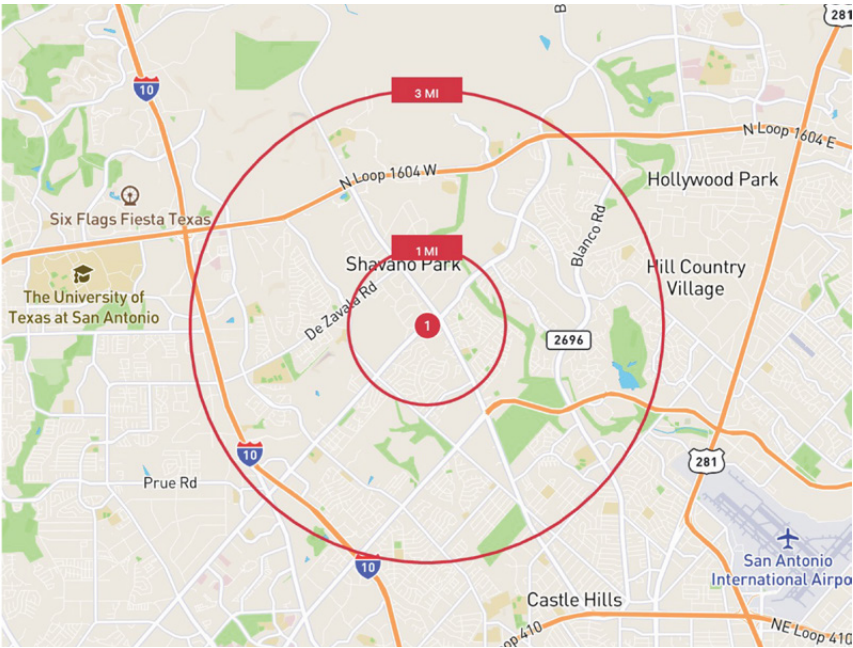 B
281
10
3 MI
N Loop 1604 E
N Loop 1604 W
Hollywood Park
Six Flags Fiesta Texas
Blanco Rd
1 MI
Shavano Park
Hill Country
Village
The University of
Texas at San Antonio
De Zavala Rd
1
2696
10
281
Prue Rd
10
San Antonio
International Airpo
Castle Hills
op 410
NE Loop 410